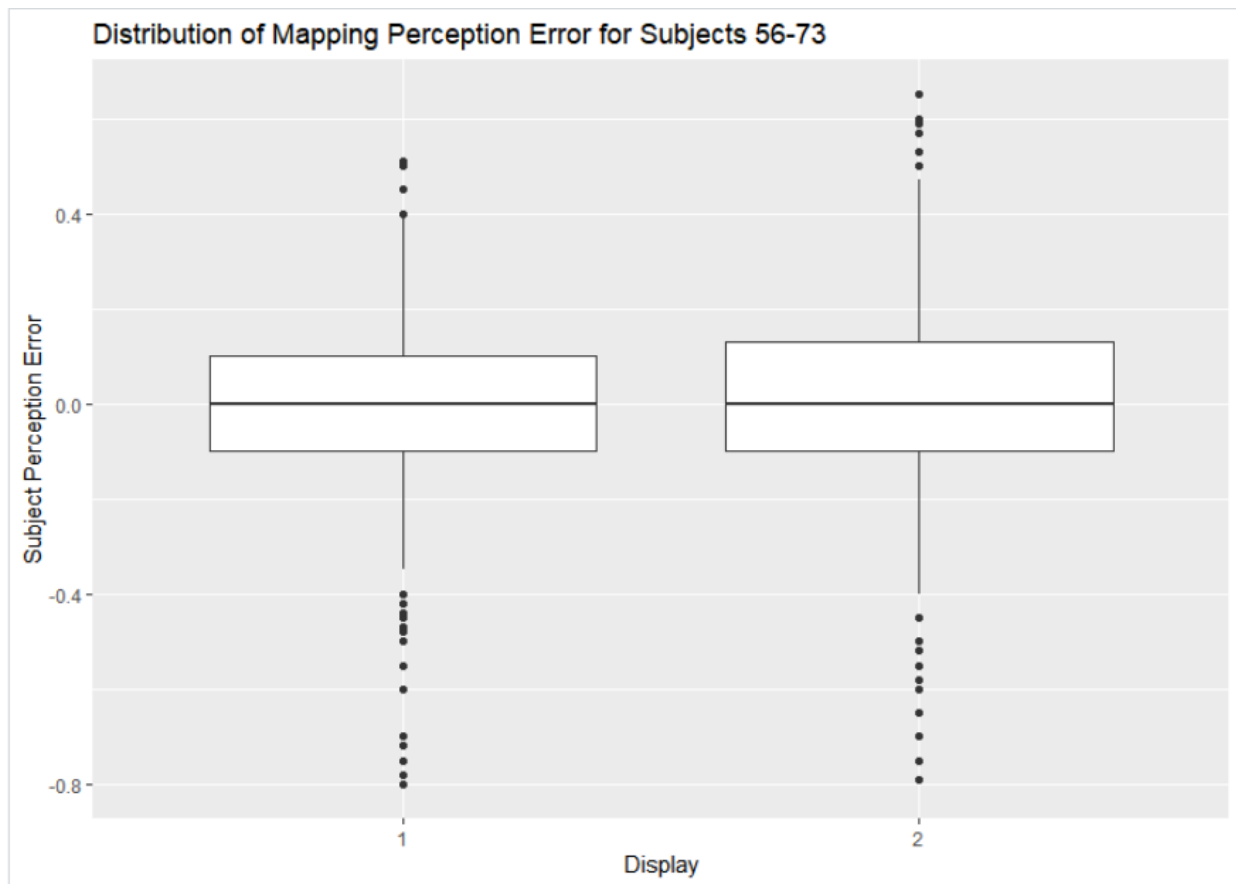 Distribution of Mapping Perception Error for Subjects 56-73
Subject Perception Error
0.4
0.0
-0.4
-0.8
1
2
Display